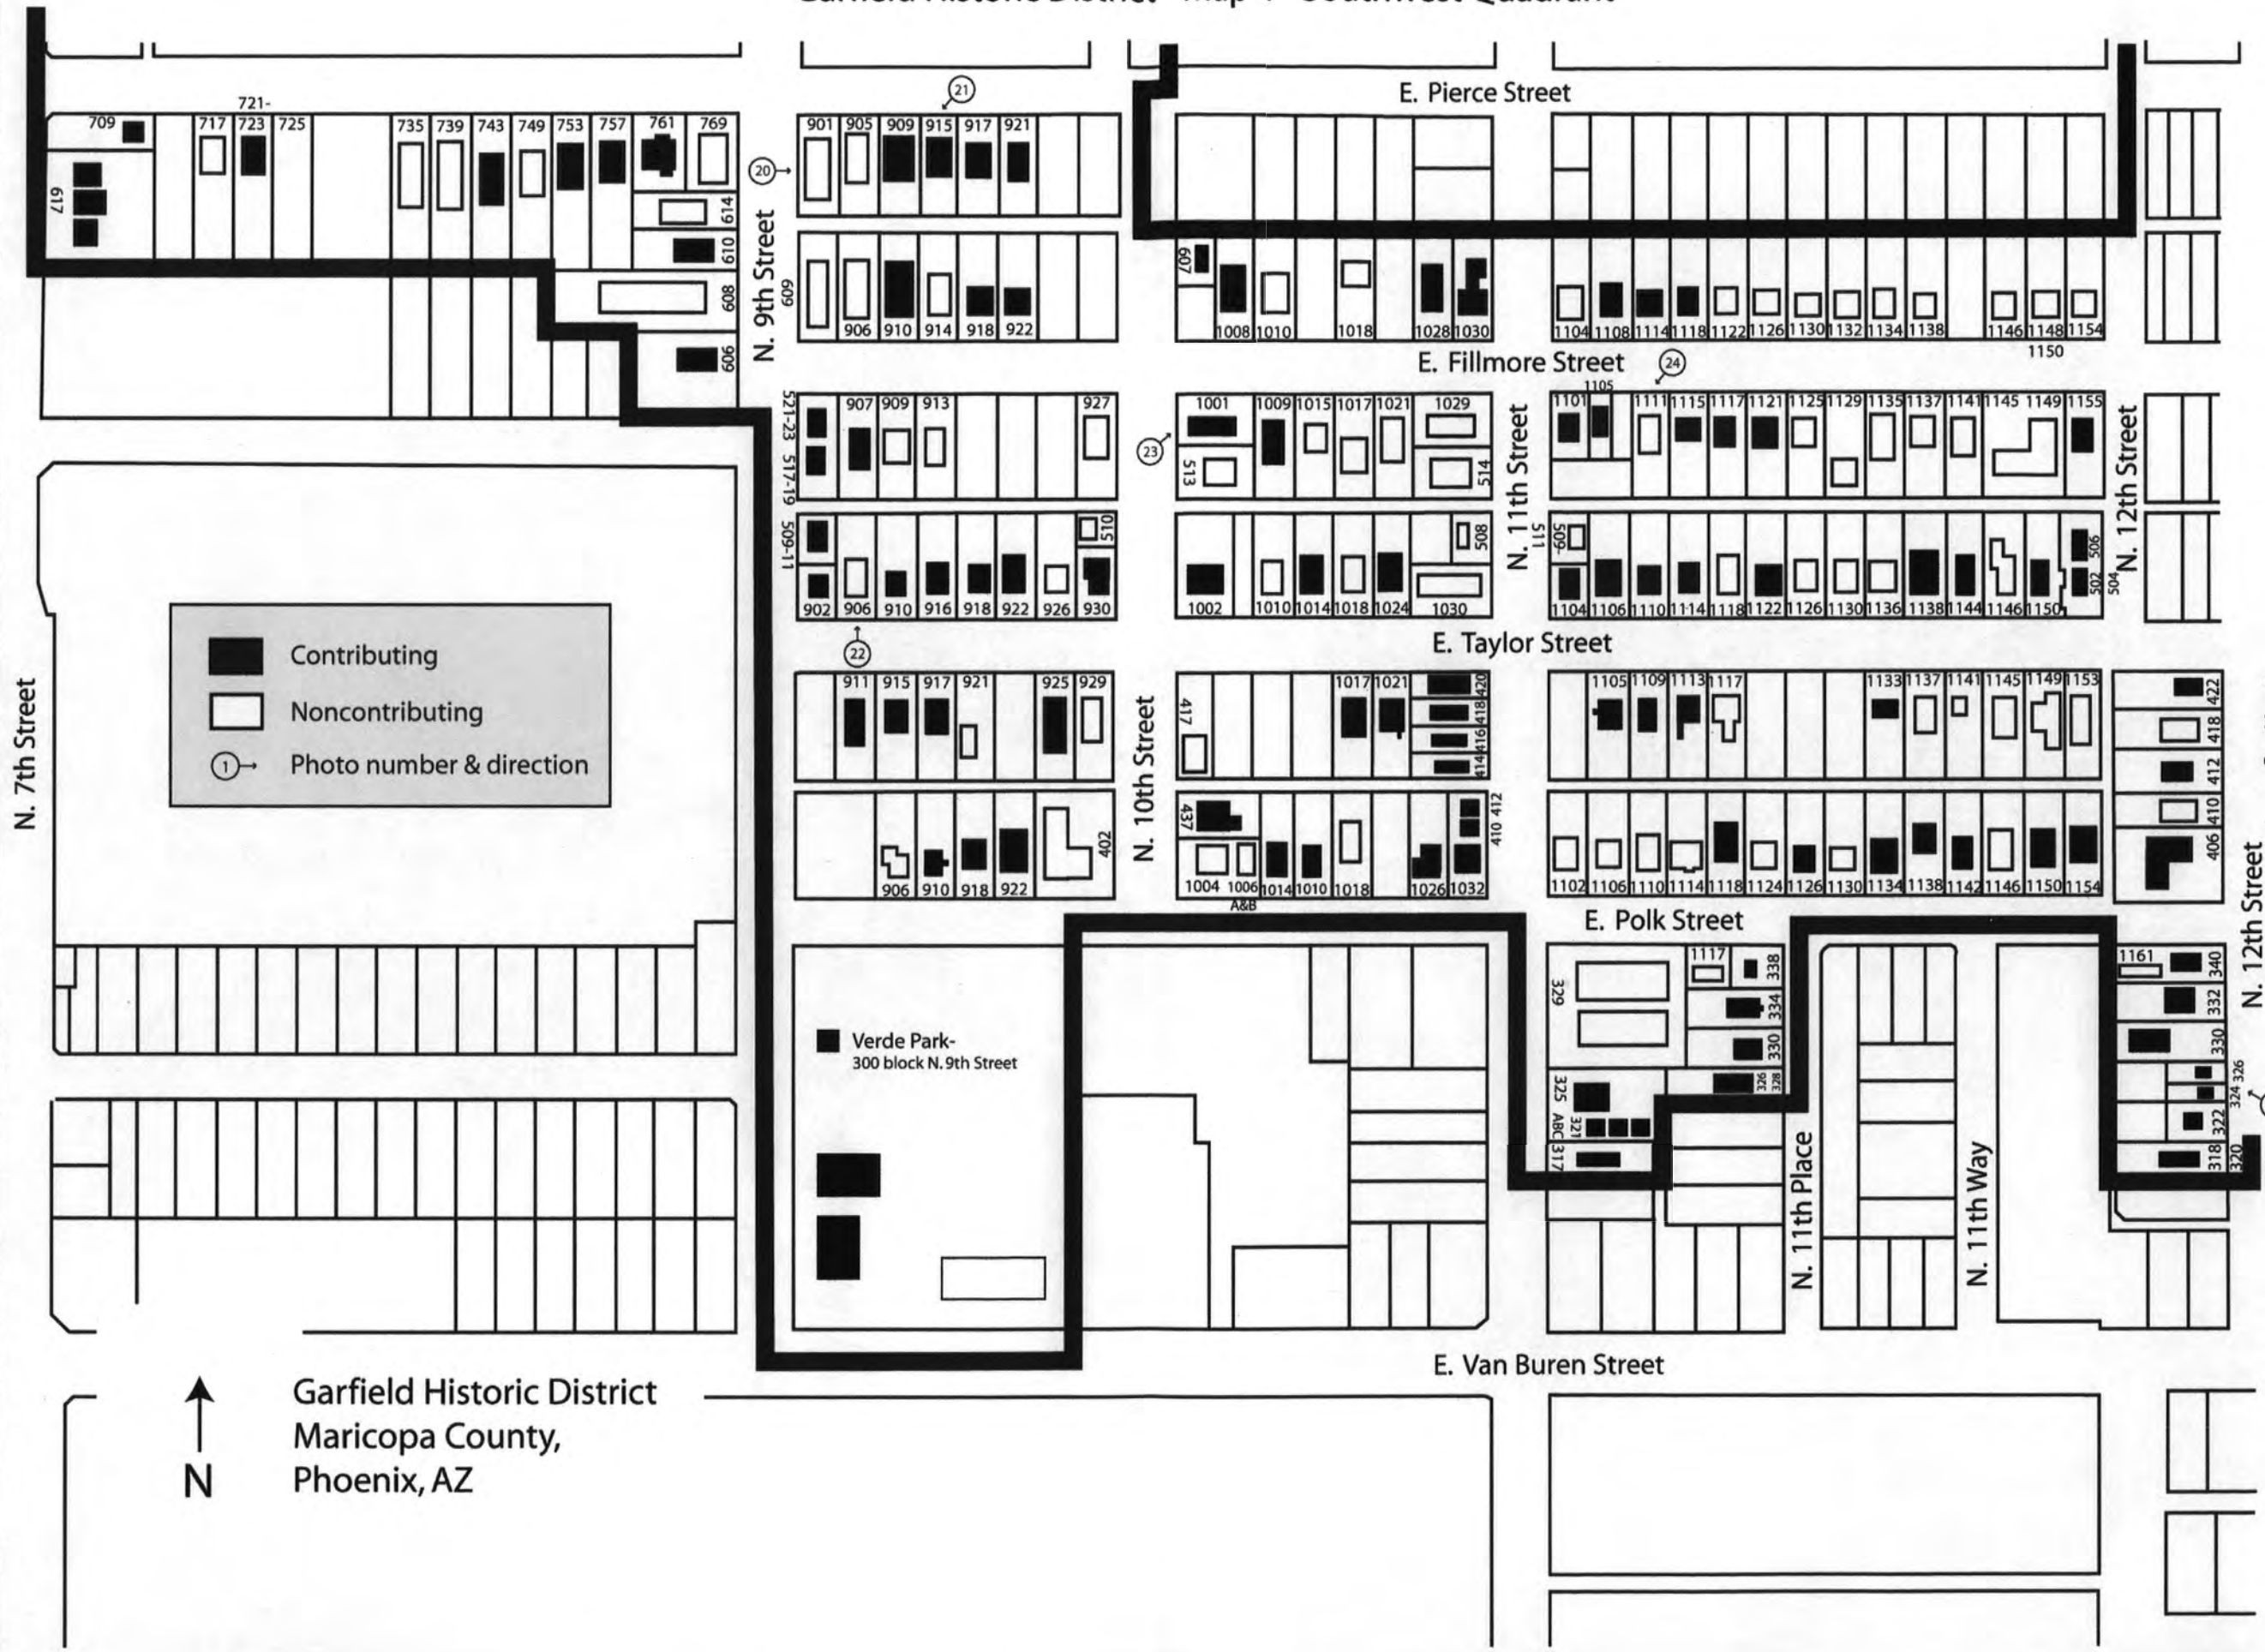 E. Pierce Street
721-
709 717 723 725 735 739 743 749 753 757 761 769
21
901 905 909 915 917 921
20
617
614
610
608
606
N. 9th Street
609
906 910 914 918 922
607
1008 1010 1018 1028 1030
1104 1108 1114 1118 1122 1126 1130 1132 1134 1138 1146 1148 1154
1150
E. Fillmore Street
24
521-23
517-19
907 909 913 927
1001 1009 1015 1017 1021 1029
23
513
514
N. 11th Street
1105
1101 1111 1115 1117 1121 1125 1129 1135 1137 1141 1145 1149 1155
N. 12th Street
509-11
510
902 906 910 916 918 922 926 930
508
1002 1010 1014 1018 1024 1030
509-
511
1104 1106 1110 1114 1118 1122 1126 1130 1136 1138 1144 1146 1150
506
502
504
E. Taylor Street
22
N. 7th Street
Contributing
Noncontributing
1 Photo number & direction
911 915 917 921 925 929
N. 10th Street
417
1017 1021
420
418
416
414
1105 1109 1113 1117 1133 1137 1141 1145 1149 1153
422
418
412
410
406
402
906 910 918 922
437
412
410
1004 1006 1014 1010 1018 1026 1032
A&B
1102 1106 1110 1114 1118 1124 1126 1130 1134 1138 1142 1146 1150 1154
E. Polk Street
N. 12th Street
Verde Park-
300 block N. 9th Street
329
1117
338
334
330
326
328
325
321
ABC
317
1161
340
332
330
326
324
322
318
320
N. 11th Place
N. 11th Way
E. Van Buren Street
Garfield Historic District
Maricopa County,
Phoenix, AZ
N